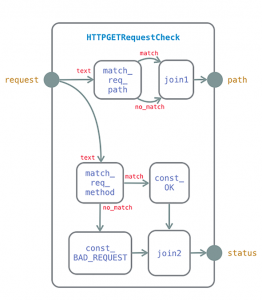 HTTPGETRequestCheck
match
text
match_
req_
path
join1
request
path
no_match
text
match_
req_
method
match
const_
OK
no_match
const_
BAD_REQUEST
join2
status